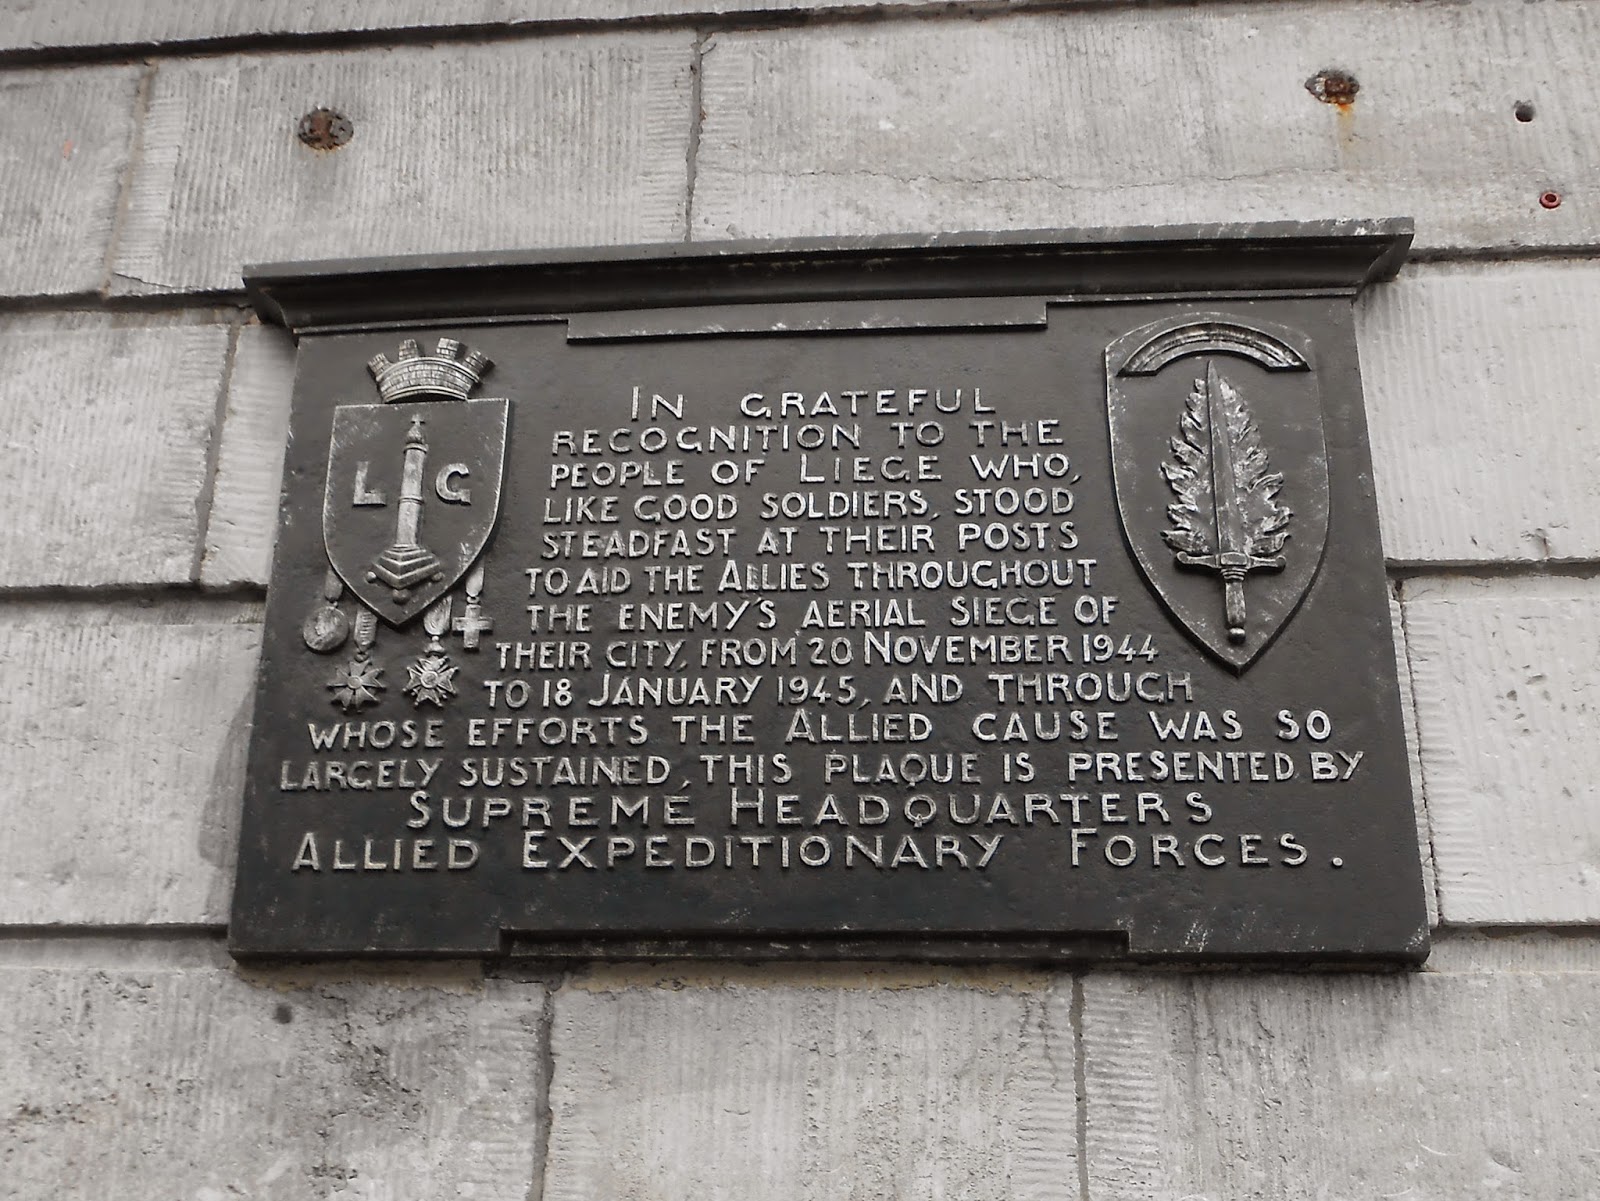 L G
IN GRATEFUL
RECOGNITION TO THE
PEOPLE OF LIEGE WHO,
LIKE GOOD SOLDIERS, STOOD
STEADFAST AT THEIR POSTS
TO AID THE ALLIES THROUGHOUT
THE ENEMY'S AERIAL SIEGE OF
THEIR CITY, FROM 20 NOVEMBER 1944
TO 18 JANUARY 1945, AND THROUGH
WHOSE EFFORTS THE ALLIED CAUSE WAS SO
LARGELY SUSTAINED, THIS PLAQUE IS PRESENTED BY
SUPREME HEADQUARTERS
ALLIED EXPEDITIONARY FORCES.